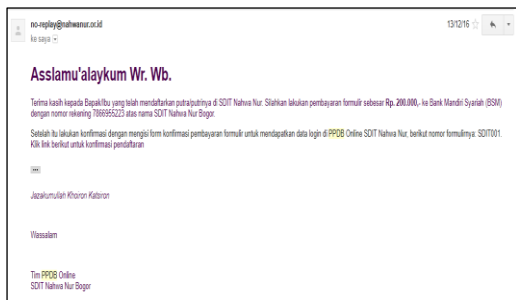 no-replay@nahwanur.or.id
13/12/16
ke saya
Asslamu'alaykum Wr. Wb.
Terima kasih kepada Bapak/Ibu yang telah mendaftarkan putra/putrinya di SDIT Nahwa Nur. Silahkan lakukan pembayaran formulir sebesar Rp. 200.000,- ke Bank Mandiri Syariah (BSM)
dengan nomor rekening 7866955223 atas nama SDIT Nahwa Nur Bogor.
Setelah itu lakukan konfirmasi dengan mengisi form konfirmasi pembayaran formulir untuk mendapatkan data login di PPDB Online SDIT Nahwa Nur, berikut nomor formulirnya: SDIT001.
Klik link berikut untuk konfirmasi pendaftaran
Jazakumullah Khoiron Katsiron
Wassalam
Tim PPDB Online
SDIT Nahwa Nur Bogor